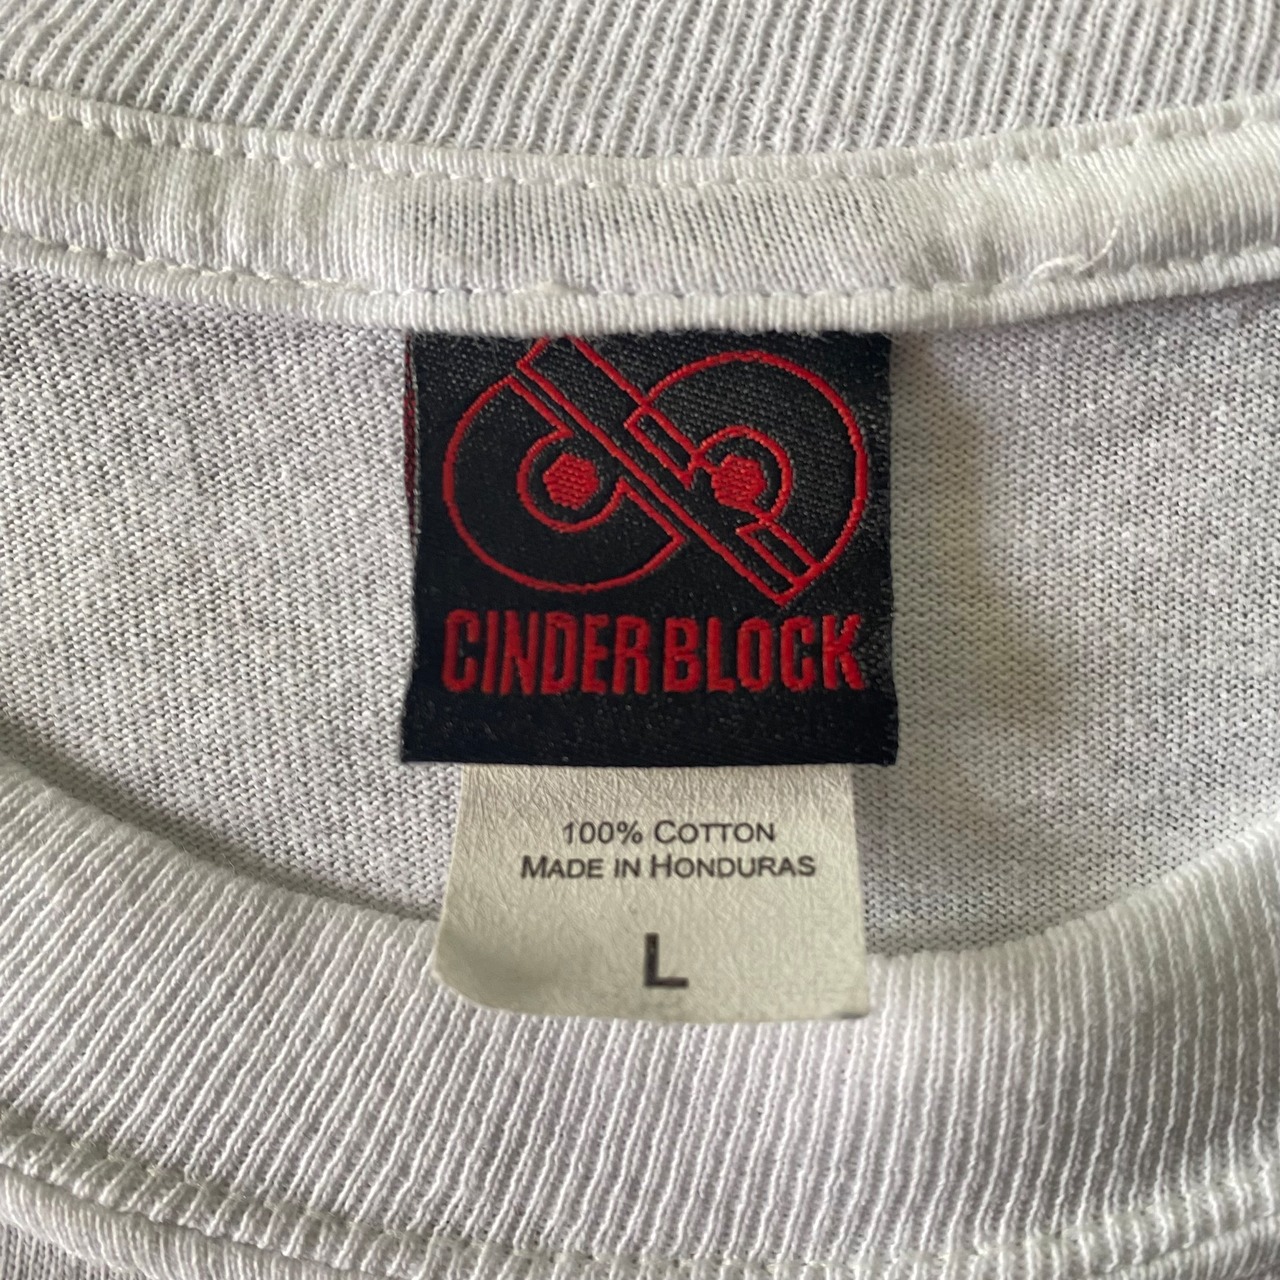 CINDER BLOCK
100% COTTON
MADE IN HONDURAS
L